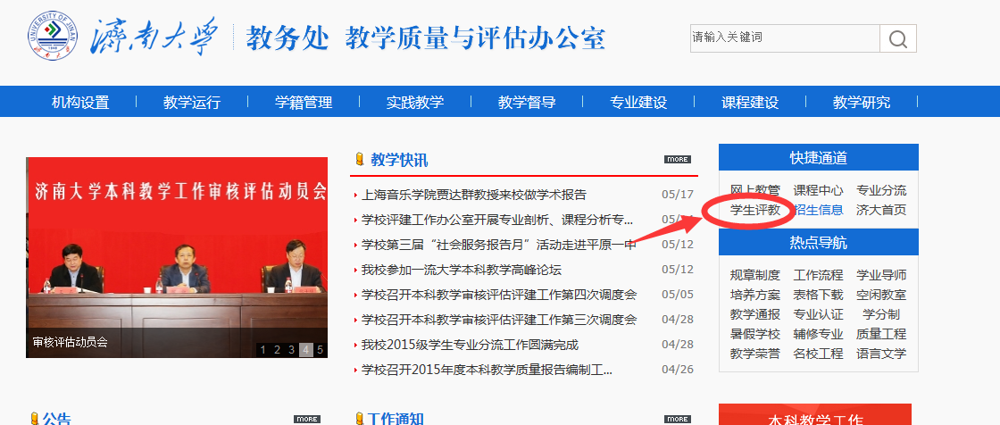 UNIVERSITY OF JINAN
1948
濟南大学
濟南大學 教务处 教学质量与评估办公室
请输入关键词
机构设置 教学运行 学籍管理 实践教学 教学督导 专业建设 课程建设 教学研究
济南大学本科教学工作审核评估动员会
审核评估动员会
1 2 3 4 5
教学快讯 MORE
上海音乐学院贾达群教授来校做学术报告 05/17
学校评建工作办公室开展专业剖析、课程分析专... 05/
学校第三届“社会服务报告月”活动走进平原一中 05/12
我校参加一流大学本科教学高峰论坛 05/12
学校召开本科教学审核评估评建工作第四次调度会 05/05
学校召开本科教学审核评估评建工作第三次调度会 04/28
我校2015级学生专业分流工作圆满完成 04/28
学校召开2015年度本科教学质量报告编制工... 04/26
快捷通道
网上教管 课程中心 专业分流
学生评教 招生信息 济大首页
热点导航
规章制度 工作流程 学业导师
培养方案 表格下载 空闲教室
教学通报 专业认证 学分制
暑假学校 辅修专业 质量工程
教学荣誉 名校工程 语言文学
公告 MORE
工作通知 MORE
本科教学工作